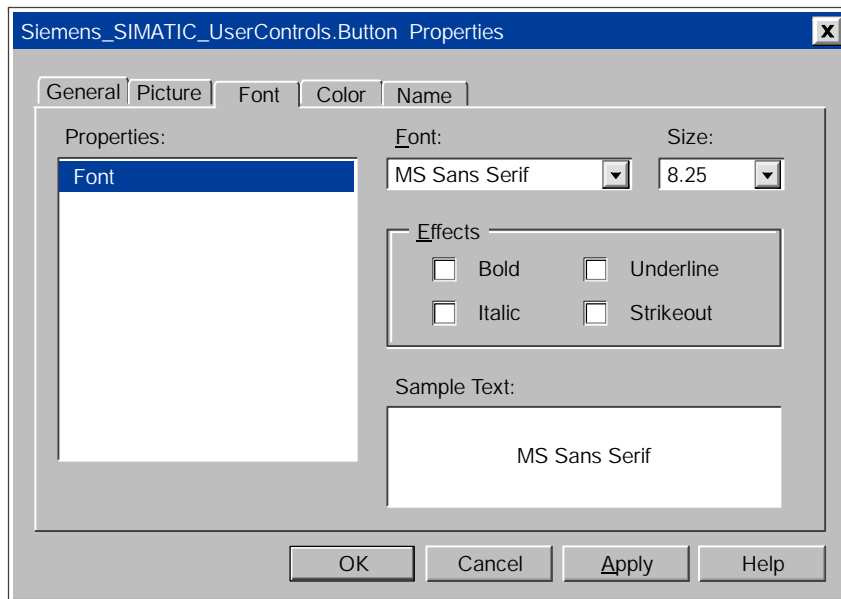 Siemens_SIMATIC_UserControls.Button Properties
General Picture Font Color Name
Properties: Font: Size:
Font MS Sans Serif 8.25
Effects
Bold Underline
Italic Strikeout
Sample Text:
MS Sans Serif
OK Cancel Apply Help